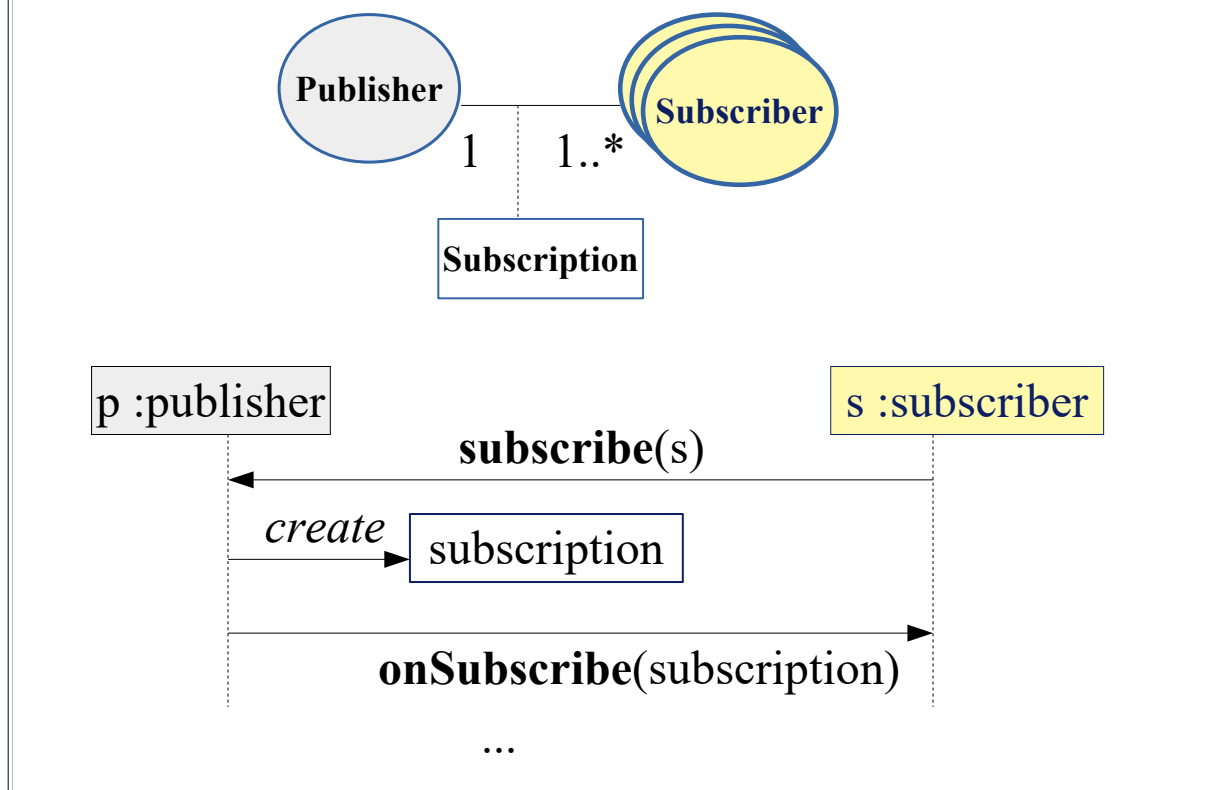 Publisher
Subscriber
1
1..*
Subscription
p :publisher
s :subscriber
subscribe(s)
create
subscription
onSubscribe(subscription)
...